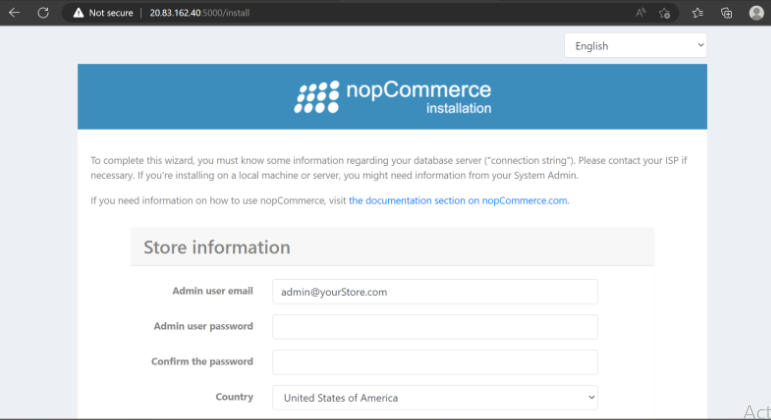 Not secure | 20.83.162.40:5000/install
English
nopCommerce
installation
To complete this wizard, you must know some information regarding your database server ("connection string"). Please contact your ISP if
necessary. If you're installing on a local machine or server, you might need information from your System Admin.
If you need information on how to use nopCommerce, visit the documentation section on nopCommerce.com.
Store information
Admin user email admin@yourStore.com
Admin user password
Confirm the password
Country United States of America
Act